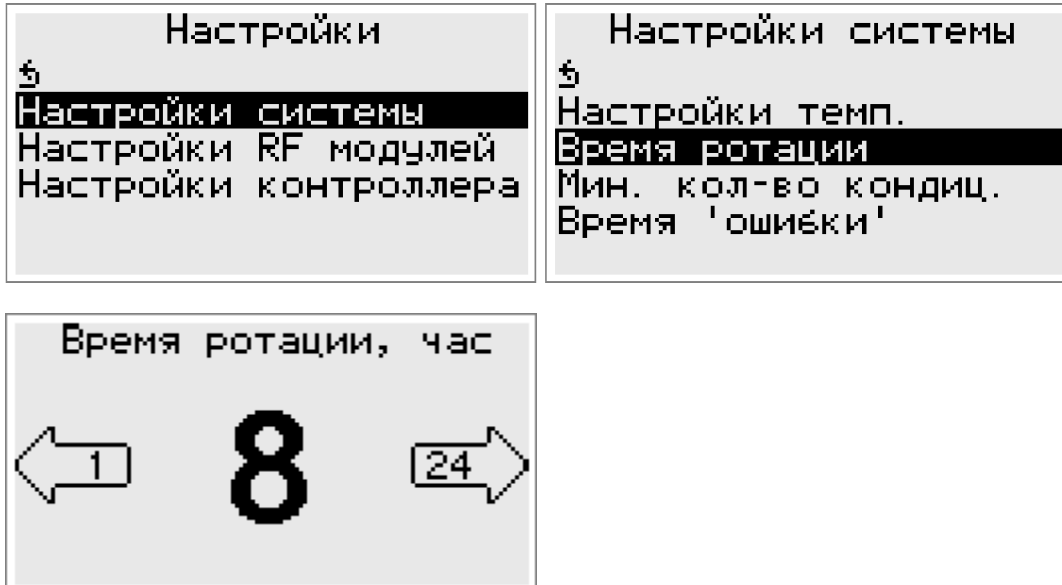 Настройки
Настройки системы
Настройки RF модулей
Настройки контроллера
Настройки системы
Настройки темп.
Время ротации
Мин. кол-во кондиц.
Время 'ошибки'
Время ротации, час
1 8 24